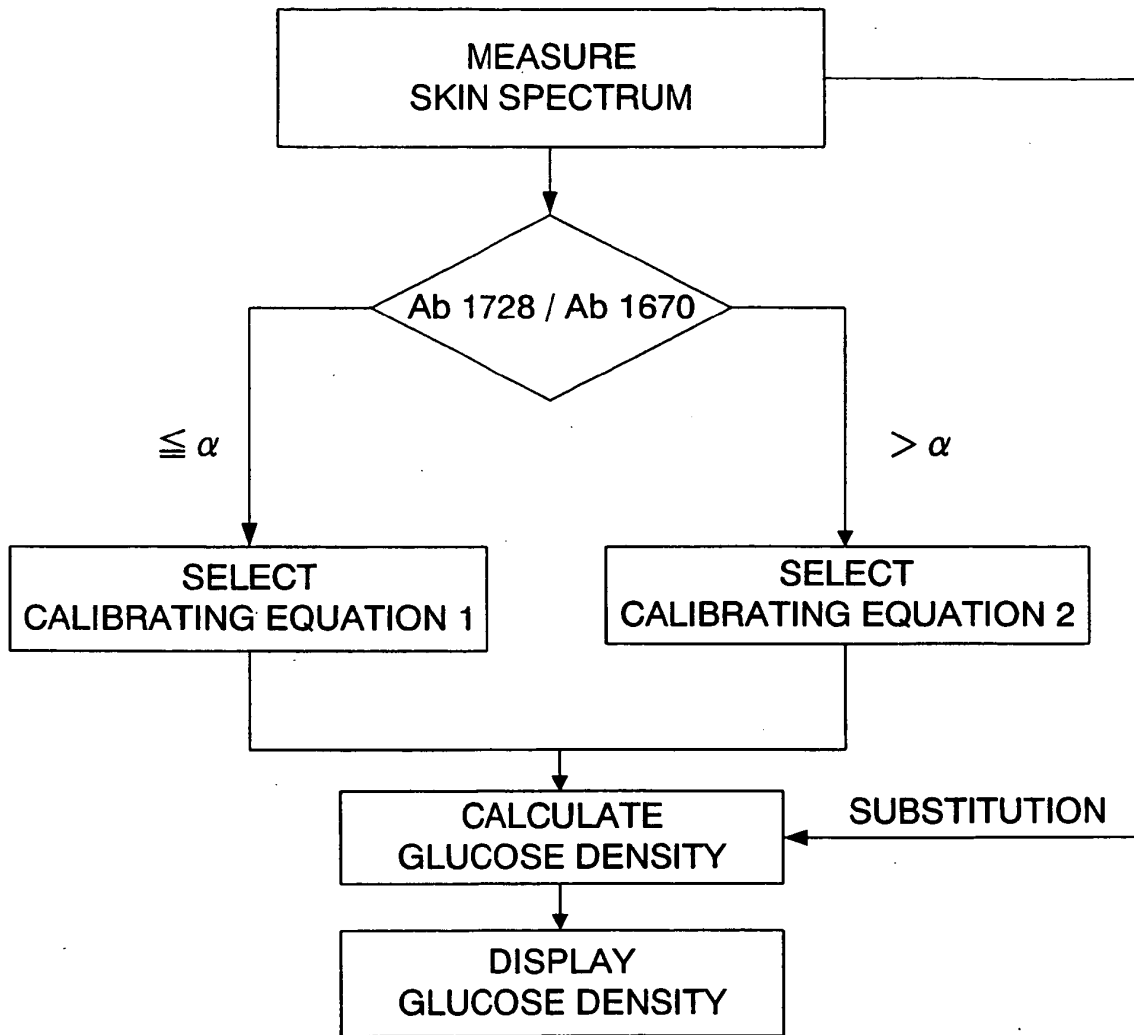 MEASURE
SKIN SPECTRUM
Ab 1728 / Ab 1670
≦ α
> α
SELECT
CALIBRATING EQUATION 1
SELECT
CALIBRATING EQUATION 2
CALCULATE
GLUCOSE DENSITY
SUBSTITUTION
DISPLAY
GLUCOSE DENSITY